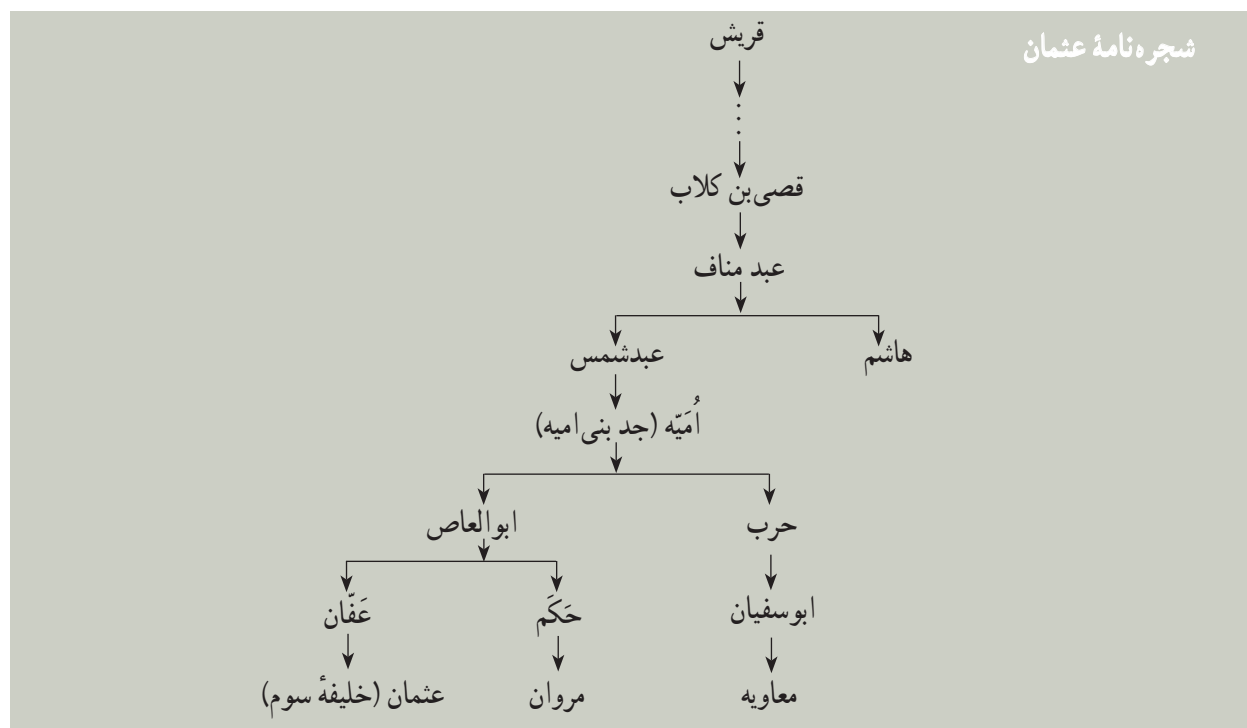 شجره‌نامهٔ عثمان
قریش
قصی‌بن کلاب
عبد مناف
هاشم
عبدشمس
اُمَیّه (جد بنی‌امیه)
حرب
ابوالعاص
ابوسفیان
حَکَم
عَفّان
معاویه
مروان
عثمان (خلیفهٔ سوم)